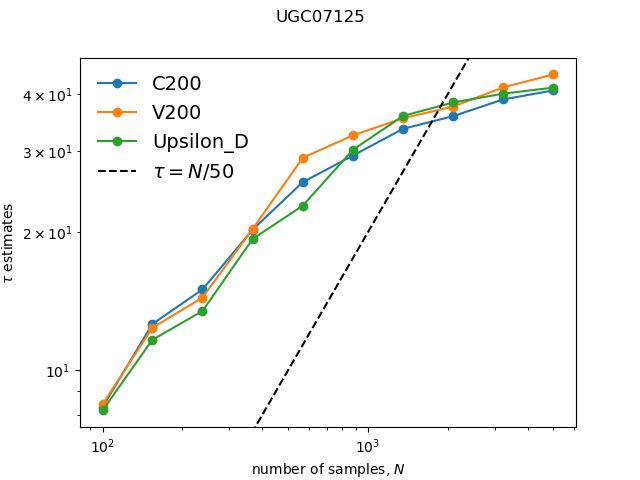 UGC07125
C200
V200
Upsilon_D
τ = N/50
4 × 10¹
3 × 10¹
2 × 10¹
10¹
τ estimates
10² 10³
number of samples, N